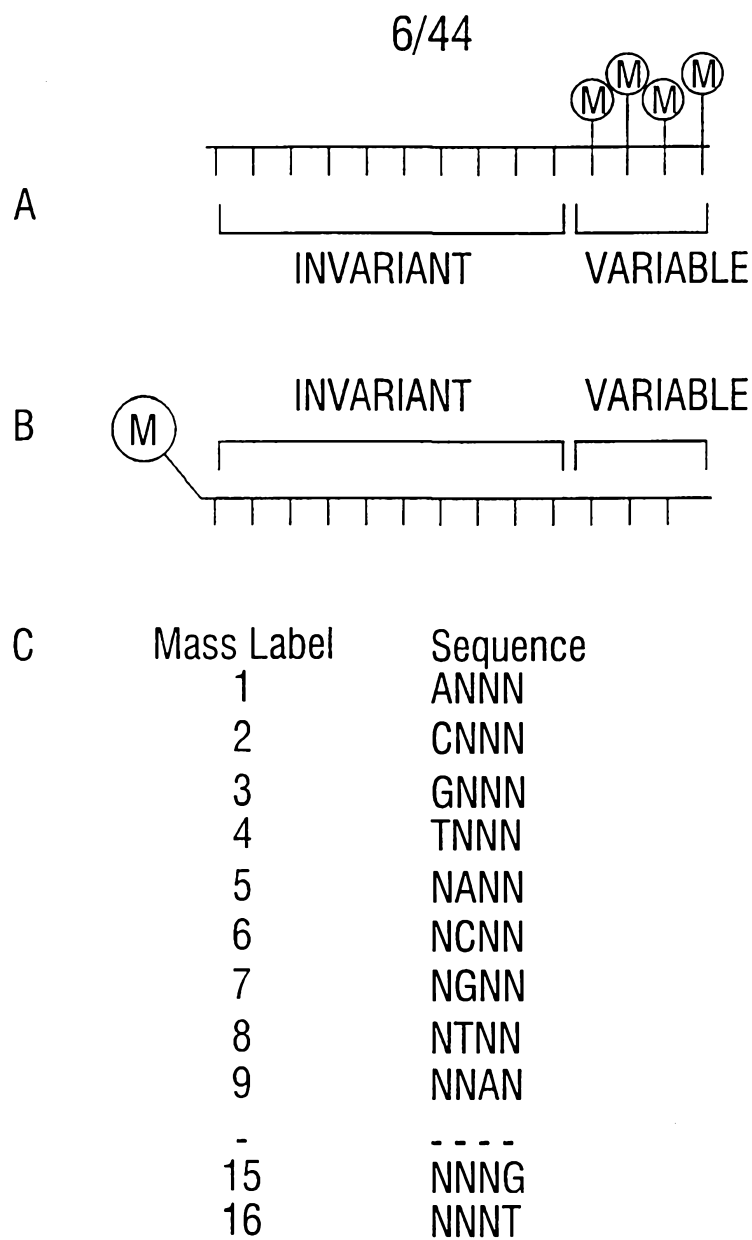 6/44
M M M M
A
INVARIANT VARIABLE
INVARIANT VARIABLE
B M
C Mass Label Sequence
1 ANNN
2 CNNN
3 GNNN
4 TNNN
5 NANN
6 NCNN
7 NGNN
8 NTNN
9 NNAN
- - - - -
15 NNNG
16 NNNT